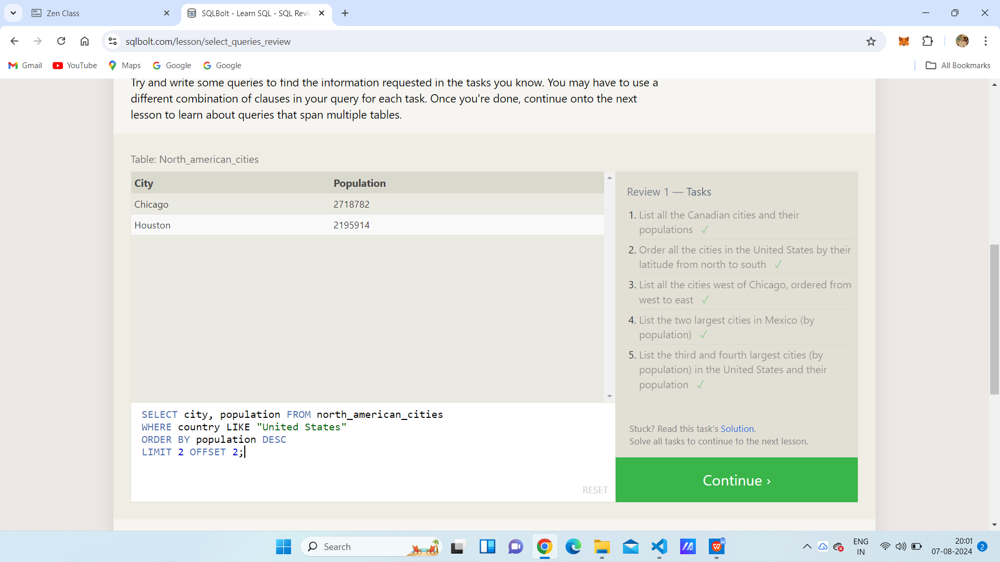 Zen Class
SQLBolt - Learn SQL - SQL Revi
sqlbolt.com/lesson/select_queries_review
Gmail YouTube Maps Google Google All Bookmarks
Try and write some queries to find the information requested in the tasks you know. You may have to use a
different combination of clauses in your query for each task. Once you're done, continue onto the next
lesson to learn about queries that span multiple tables.
Table: North_american_cities
City Population
Chicago 2718782
Houston 2195914
SELECT city, population FROM north_american_cities
WHERE country LIKE "United States"
ORDER BY population DESC
LIMIT 2 OFFSET 2;
RESET
Review 1 — Tasks
1. List all the Canadian cities and their
populations ✓
2. Order all the cities in the United States by their
latitude from north to south ✓
3. List all the cities west of Chicago, ordered from
west to east ✓
4. List the two largest cities in Mexico (by
population) ✓
5. List the third and fourth largest cities (by
population) in the United States and their
population ✓
Stuck? Read this task's Solution.
Solve all tasks to continue to the next lesson.
Continue ›
Search
ENG
IN
20:01
07-08-2024
2